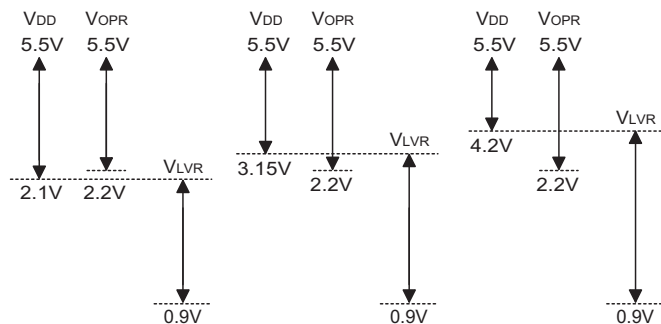 VDD VOPR
5.5V 5.5V
VLVR
2.1V 2.2V
0.9V
VDD VOPR
5.5V 5.5V
VLVR
3.15V
2.2V
0.9V
VDD VOPR
5.5V 5.5V
VLVR
4.2V
2.2V
0.9V